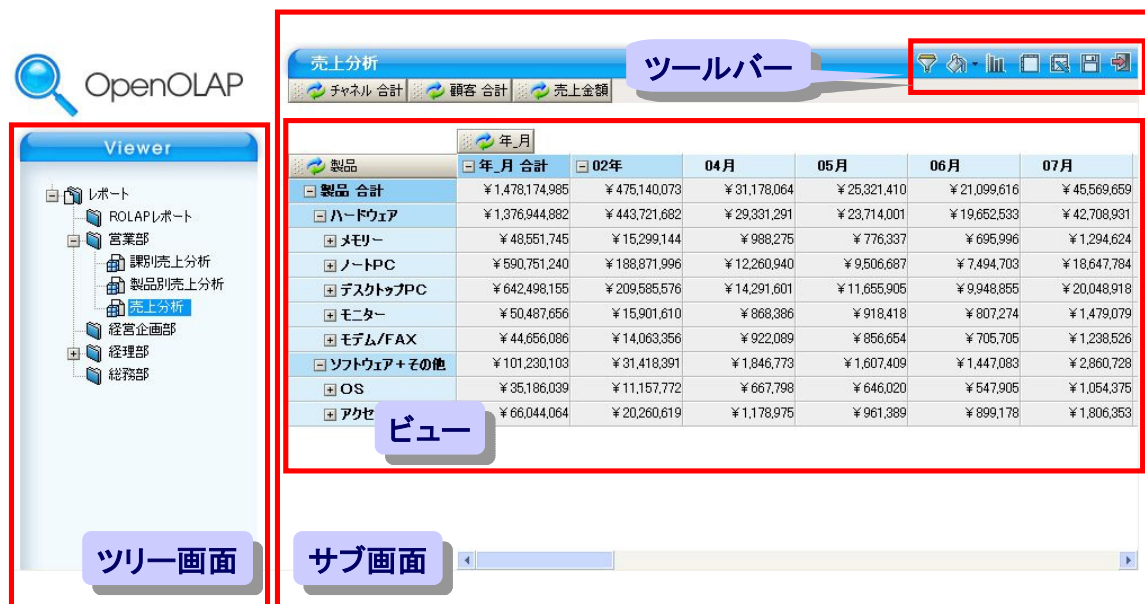 OpenOLAP
売上分析
ツールバー
チャネル 合計 顧客 合計 売上金額
Viewer
レポート
ROLAPレポート
営業部
課別売上分析
製品別売上分析
売上分析
経営企画部
経理部
総務部
年_月
製品 年_月 合計 02年 04月 05月 06月 07月
製品 合計 ¥1,478,174,985 ¥475,140,073 ¥31,178,064 ¥25,321,410 ¥21,099,616 ¥45,569,659
ハードウェア ¥1,376,944,882 ¥443,721,682 ¥29,331,291 ¥23,714,001 ¥19,652,533 ¥42,708,931
メモリー ¥48,551,745 ¥15,299,144 ¥988,275 ¥776,337 ¥695,996 ¥1,294,624
ノートPC ¥590,751,240 ¥188,871,996 ¥12,260,940 ¥9,506,687 ¥7,494,703 ¥18,647,784
デスクトップPC ¥642,498,155 ¥209,585,576 ¥14,291,601 ¥11,655,905 ¥9,948,855 ¥20,048,918
モニター ¥50,487,656 ¥15,901,610 ¥868,386 ¥918,418 ¥807,274 ¥1,479,079
モデム/FAX ¥44,656,086 ¥14,063,356 ¥922,089 ¥856,654 ¥705,705 ¥1,238,526
ソフトウェア+その他 ¥101,230,103 ¥31,418,391 ¥1,846,773 ¥1,607,409 ¥1,447,083 ¥2,860,728
OS ¥35,186,039 ¥11,157,772 ¥667,798 ¥646,020 ¥547,905 ¥1,054,375
アクセ ¥66,044,064 ¥20,260,619 ¥1,178,975 ¥961,389 ¥899,178 ¥1,806,353
ビュー
ツリー画面
サブ画面